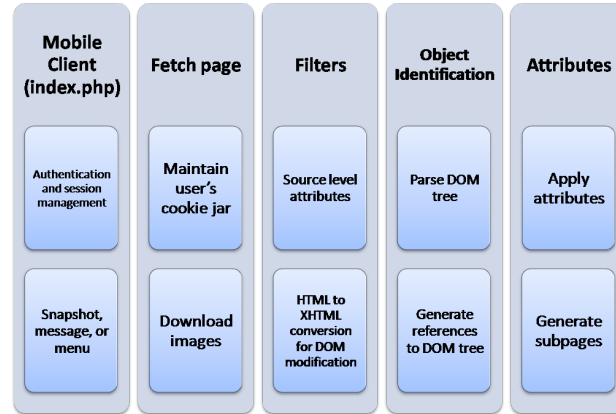 Mobile
Client
(index.php)
Authentication
and session
management
Snapshot,
message, or
menu
Fetch page
Maintain
user's
cookie jar
Download
images
Filters
Source level
attributes
HTML to
XHTML
conversion
for DOM
modification
Object
Identification
Parse DOM
tree
Generate
references
to DOM tree
Attributes
Apply
attributes
Generate
subpages